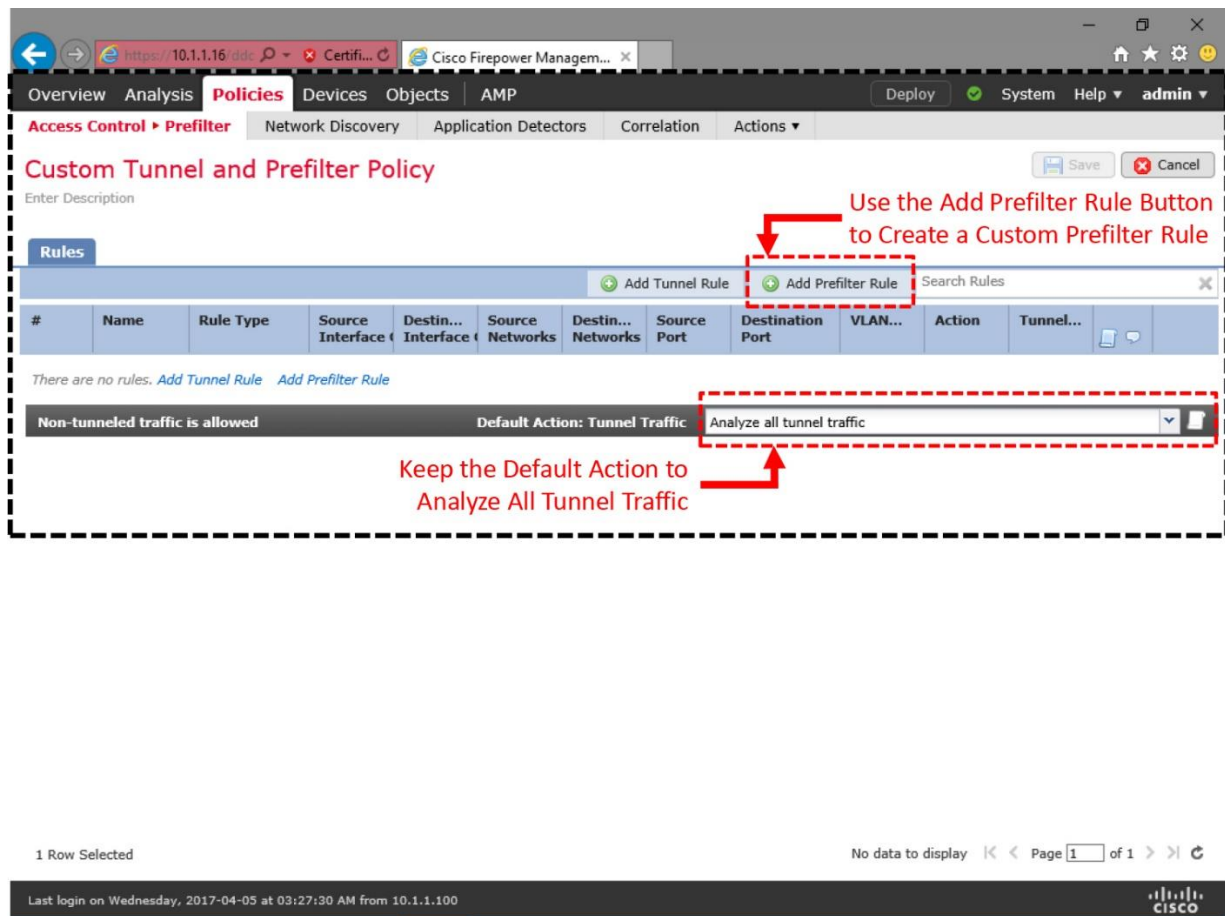 https://10.1.1.16/ddc Certifi... Cisco Firepower Managem...
Overview Analysis Policies Devices Objects AMP Deploy System Help admin
Access Control Prefilter Network Discovery Application Detectors Correlation Actions
Custom Tunnel and Prefilter Policy Save Cancel
Enter Description
Use the Add Prefilter Rule Button
to Create a Custom Prefilter Rule
Rules
Add Tunnel Rule Add Prefilter Rule Search Rules
# Name Rule Type Source Destin... Source Destin... Source Destination VLAN... Action Tunnel...
Interface Interface Networks Networks Port Port
There are no rules. Add Tunnel Rule Add Prefilter Rule
Non-tunneled traffic is allowed Default Action: Tunnel Traffic Analyze all tunnel traffic
Keep the Default Action to
Analyze All Tunnel Traffic
1 Row Selected No data to display Page 1 of 1
Last login on Wednesday, 2017-04-05 at 03:27:30 AM from 10.1.1.100 CISCO